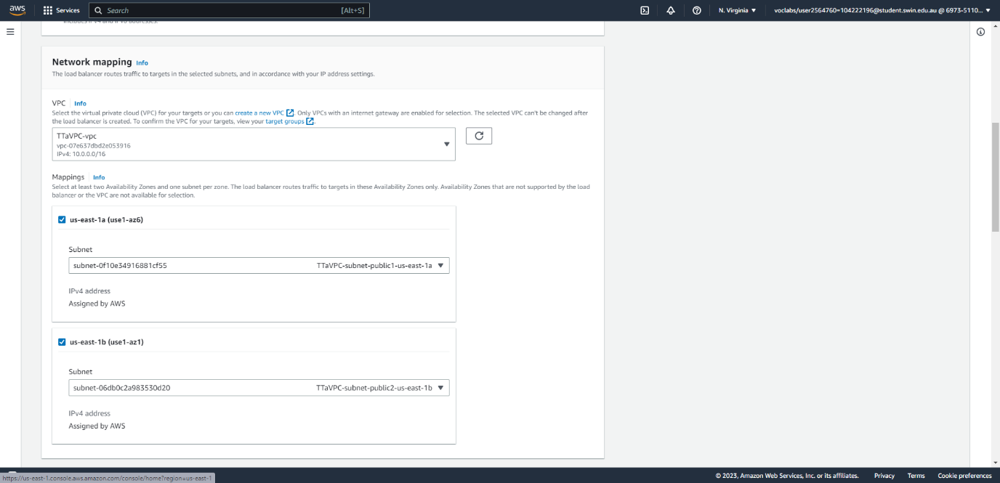 aws
Services
Search
[Alt+S]
N. Virginia
voclabs/user2564760=104222196@student.swin.edu.au @ 6973-5110...
includes IPv4 and IPv6 addresses.
Network mapping Info
The load balancer routes traffic to targets in the selected subnets, and in accordance with your IP address settings.
VPC Info
Select the virtual private cloud (VPC) for your targets or you can create a new VPC. Only VPCs with an internet gateway are enabled for selection. The selected VPC can't be changed after
the load balancer is created. To confirm the VPC for your targets, view your target groups.
TTaVPC-vpc
vpc-07e637dbd2e053916
IPv4: 10.0.0.0/16
Mappings Info
Select at least two Availability Zones and one subnet per zone. The load balancer routes traffic to targets in these Availability Zones only. Availability Zones that are not supported by the load
balancer or the VPC are not available for selection.
us-east-1a (use1-az6)
Subnet
subnet-0f10e34916881cf55 TTaVPC-subnet-public1-us-east-1a
IPv4 address
Assigned by AWS
us-east-1b (use1-az1)
Subnet
subnet-06db0c2a983530d20 TTaVPC-subnet-public2-us-east-1b
IPv4 address
Assigned by AWS
https://us-east-1.console.aws.amazon.com/console/home?region=us-east-1
© 2023, Amazon Web Services, Inc. or its affiliates. Privacy Terms Cookie preferences